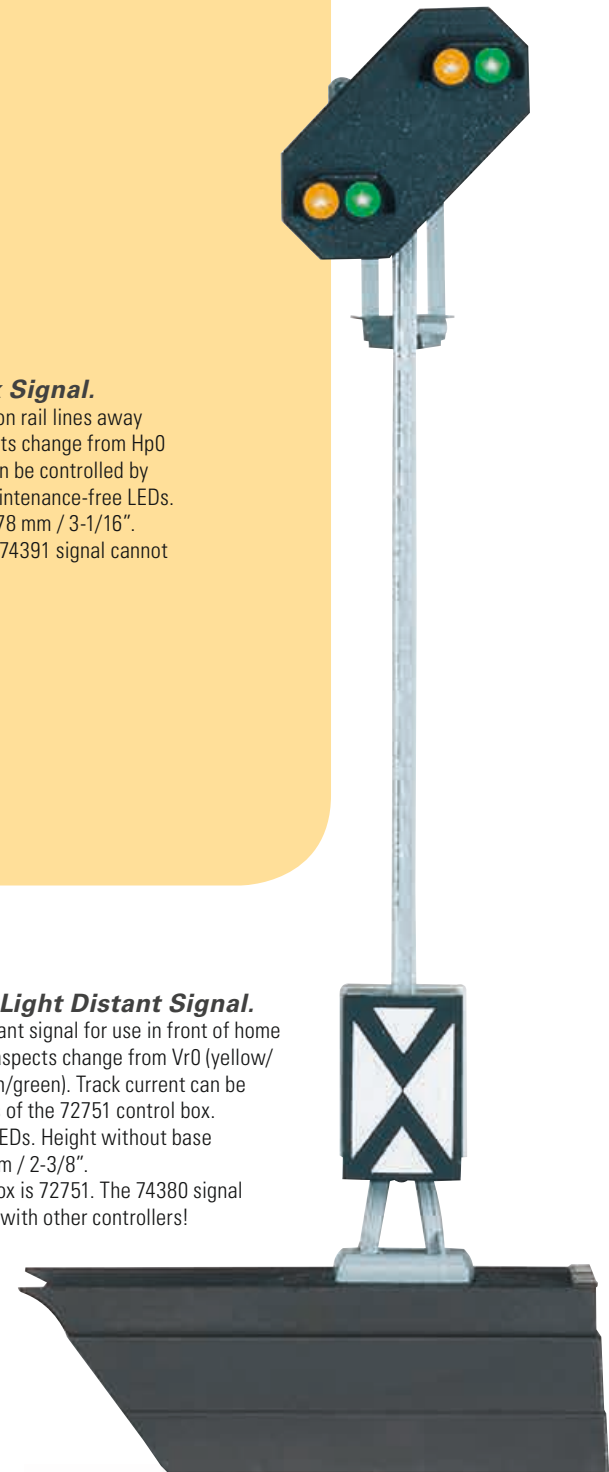 Signal.
on rail lines away
ts change from Hp0
n be controlled by
intenance-free LEDs.
78 mm / 3-1/16”.
74391 signal cannot
Light Distant Signal.
ant signal for use in front of home
aspects change from Vr0 (yellow/
n/green). Track current can be
s of the 72751 control box.
EDs. Height without base
m / 2-3/8”.
ox is 72751. The 74380 signal
with other controllers!